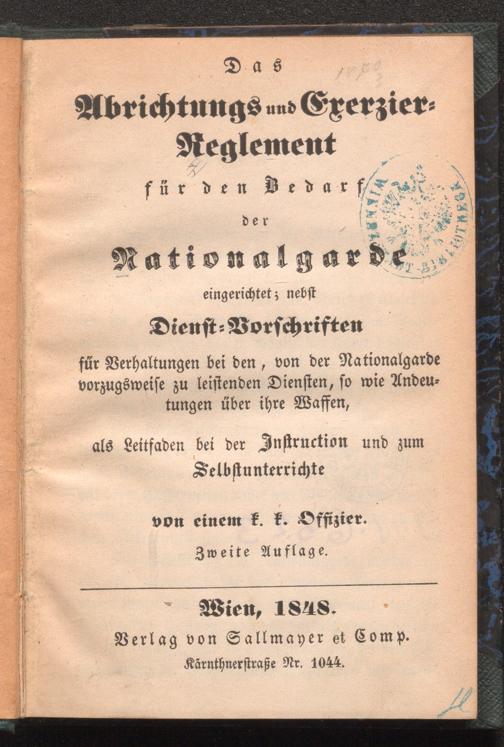 Das
Abrichtungs und Exerzier-
Reglement
für den Bedarf
der
Nationalgarde
eingerichtet; nebst
Dienst-Vorschriften
für Verhaltungen bei den, von der Nationalgarde
vorzugsweise zu leistenden Diensten, so wie Andeu-
tungen über ihre Waffen,
als Leitfaden bei der Instruction und zum
Selbstunterrichte
von einem k. k. Offizier.
Zweite Auflage.
Wien, 1848.
Verlag von Sallmayer et Comp.
Kärnthnerstraße Nr. 1044.